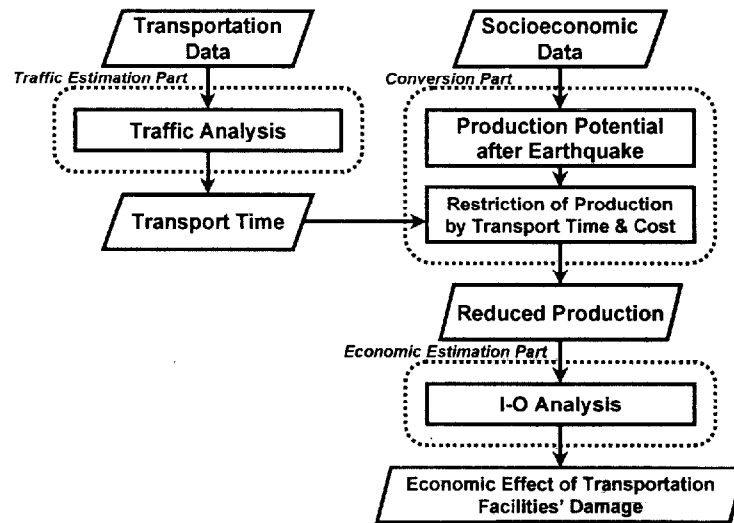 Transportation
Data
Socioeconomic
Data
Traffic Estimation Part
Conversion Part
Traffic Analysis
Production Potential
after Earthquake
Transport Time
Restriction of Production
by Transport Time & Cost
Reduced Production
Economic Estimation Part
I-O Analysis
Economic Effect of Transportation
Facilities' Damage